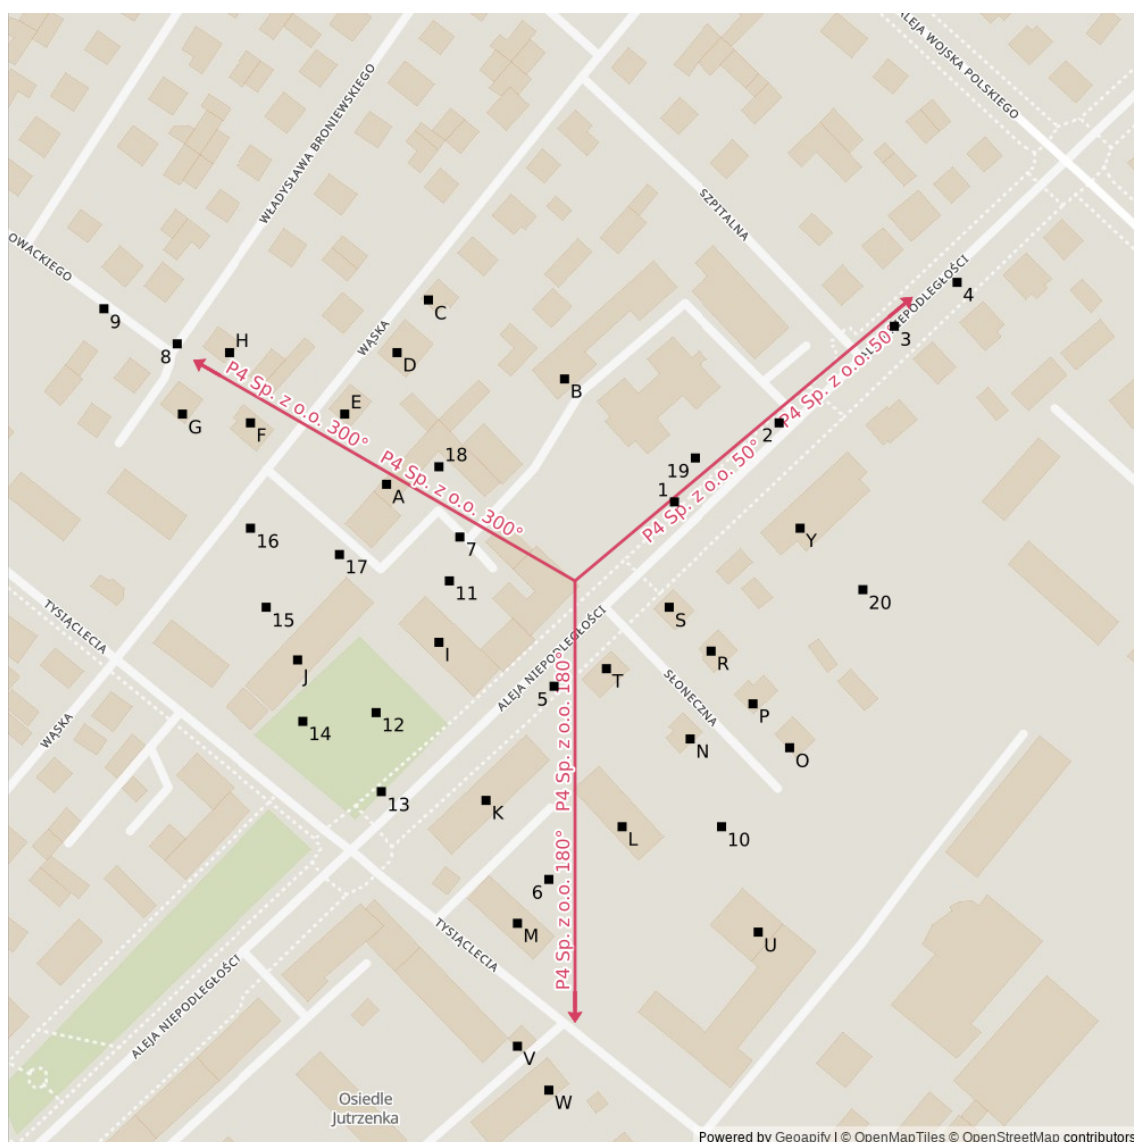 ALEJA WOJSKA POLSKIEGO
WŁADYSŁAWA BRONIEWSKIEGO
SZPITALNA
OWACKIEGO
ALEJA NIEPODLEGŁOŚCI
WĄSKA
4
C
9
3
H
8
D
B
P4 Sp. z o.o. 50°
P4 Sp. z o.o. 300°
E
G
F
2
18
19
P4 Sp. z o.o. 300°
A
1
P4 Sp. z o.o. 50°
16
7
Y
17
11
20
15
S
TYSIĄCLECIA
ALEJA NIEPODLEGŁOŚCI
I
R
J
T
5
P4 Sp. z o.o. 180°
SŁONECZNA
P
12
14
WĄSKA
N
O
13
K
P4 Sp. z o.o. 180°
L
10
6
M
TYSIĄCLECIA
U
ALEJA NIEPODLEGŁOŚCI
V
W
Osiedle
Jutrzenka
Powered by Geoapify | © OpenMapTiles © OpenStreetMap contributors